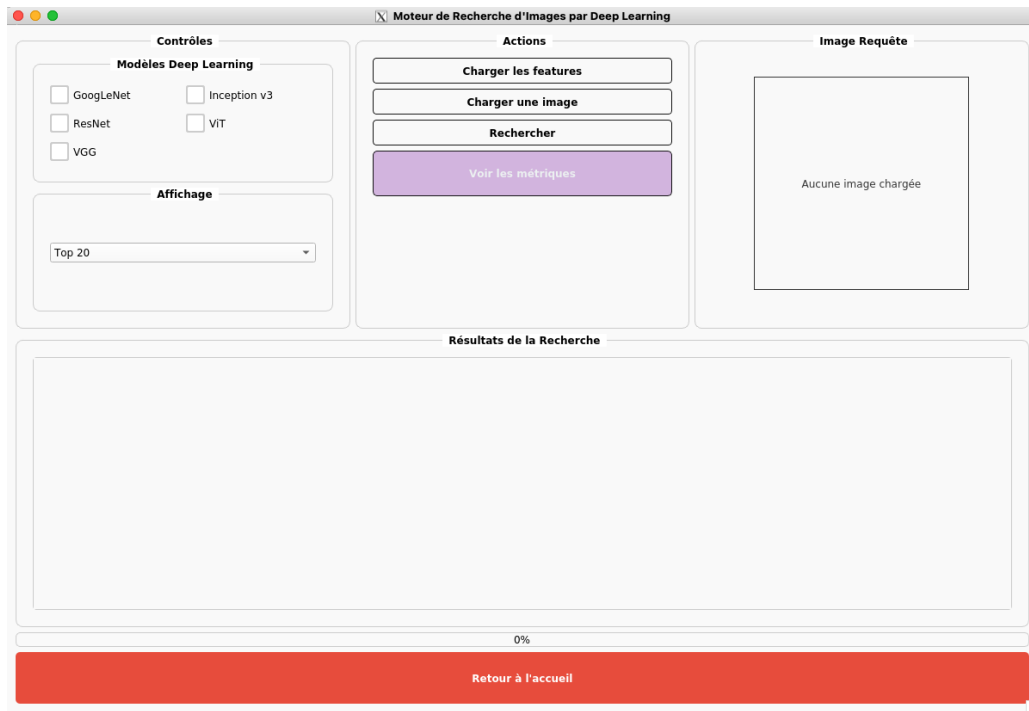 Moteur de Recherche d'Images par Deep Learning
Contrôles
Modèles Deep Learning
GoogLeNet
Inception v3
ResNet
ViT
VGG
Affichage
Top 20
Actions
Charger les features
Charger une image
Rechercher
Voir les métriques
Image Requête
Aucune image chargée
Résultats de la Recherche
0%
Retour à l'accueil